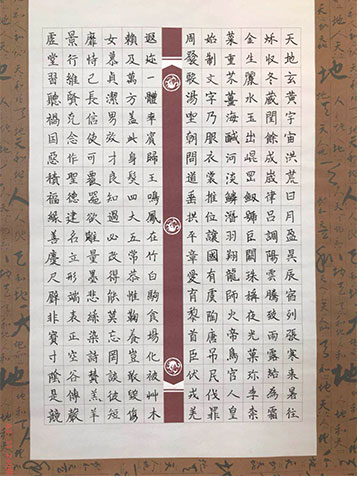 天地玄黃宇宙洪荒日月盈昃辰宿列張寒來暑往
秋收冬藏閏餘成歲律呂調陽雲騰致雨露結為霜
金生麗水玉出崐岡劒號巨闕珠稱夜光菓珍李柰
菜重芥薑海鹹河淡鱗潛羽翔龍師火帝鳥官人皇
始制文字乃服衣裳推位讓國有虞陶唐吊民伐罪
周發殷湯坐朝問道垂拱平章愛育黎首臣伏戎羌
遐迩一體率賓歸王鳴鳳在竹白駒食場化被艸木
賴及萬方蓋此身髮四大五常恭惟鞠養豈敢毀傷
女慕貞潔男效才良知過必改得能莫忘罔談彼短
靡恃己長信使可覆器欲難量墨悲絲染詩讚羔羊
景行維賢克念作聖德建名立形端表正空谷傳聲
虛堂習聽禍因惡積福緣善慶尺璧非寶寸陰是競